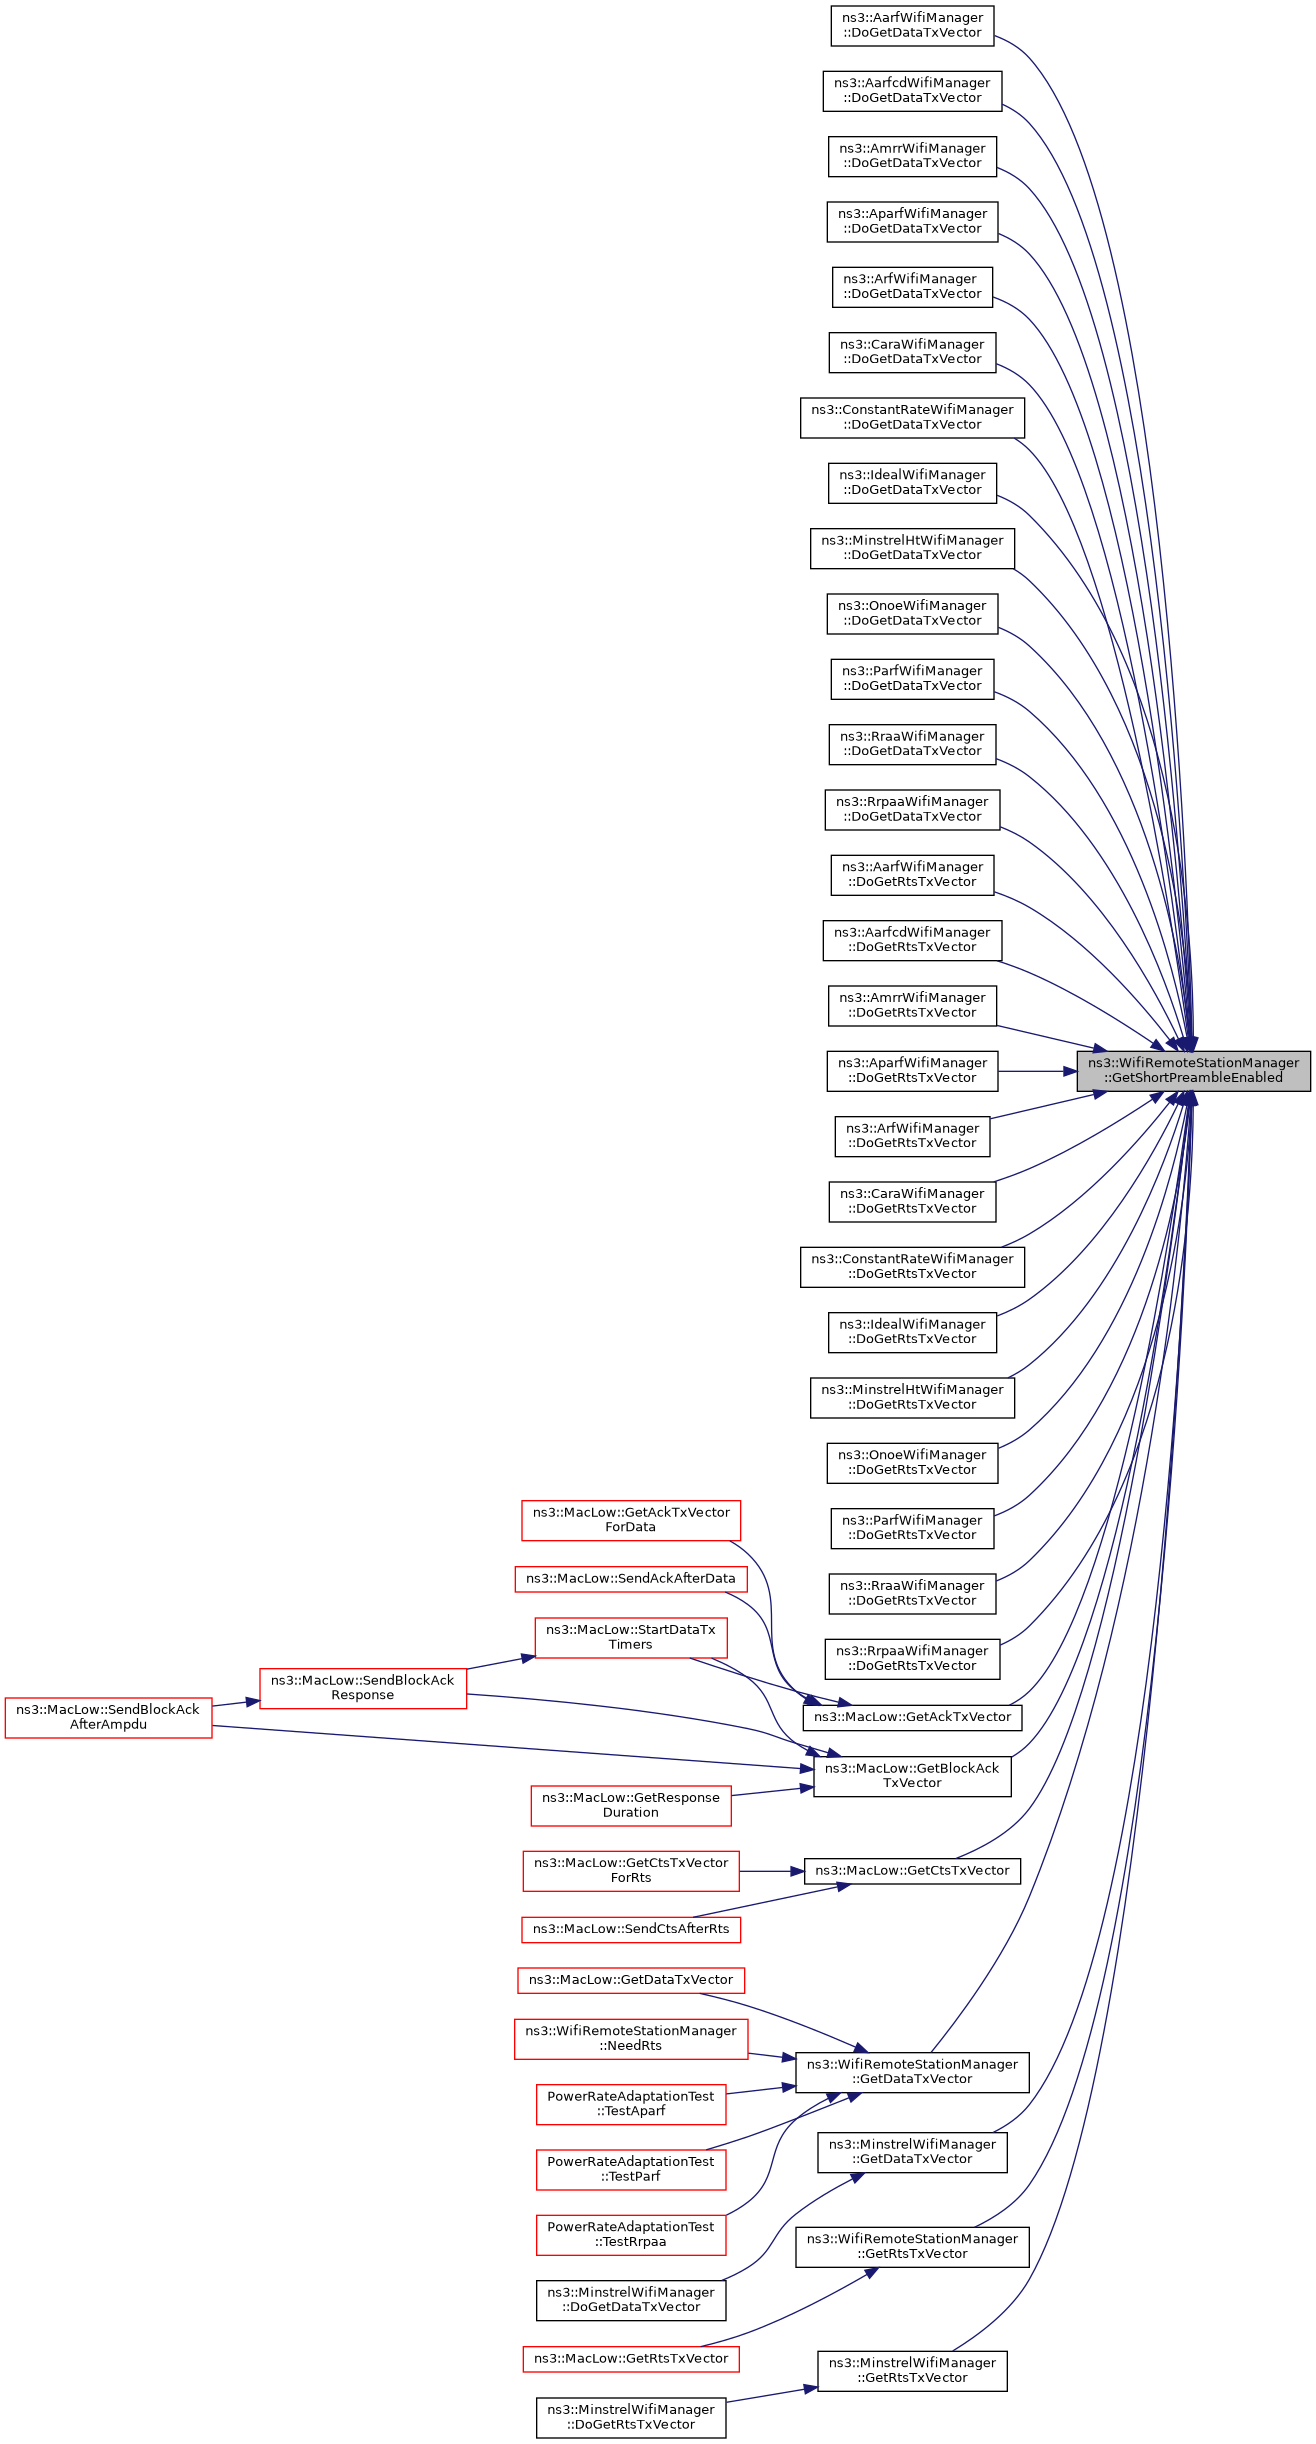 ns3::AarfWifiManager
::DoGetDataTxVector
ns3::AarfcdWifiManager
::DoGetDataTxVector
ns3::AmrrWifiManager
::DoGetDataTxVector
ns3::AparfWifiManager
::DoGetDataTxVector
ns3::ArfWifiManager
::DoGetDataTxVector
ns3::CaraWifiManager
::DoGetDataTxVector
ns3::ConstantRateWifiManager
::DoGetDataTxVector
ns3::IdealWifiManager
::DoGetDataTxVector
ns3::MinstrelHtWifiManager
::DoGetDataTxVector
ns3::OnoeWifiManager
::DoGetDataTxVector
ns3::ParfWifiManager
::DoGetDataTxVector
ns3::RraaWifiManager
::DoGetDataTxVector
ns3::RrpaaWifiManager
::DoGetDataTxVector
ns3::AarfWifiManager
::DoGetRtsTxVector
ns3::AarfcdWifiManager
::DoGetRtsTxVector
ns3::AmrrWifiManager
::DoGetRtsTxVector
ns3::AparfWifiManager
::DoGetRtsTxVector
ns3::WifiRemoteStationManager
::GetShortPreambleEnabled
ns3::ArfWifiManager
::DoGetRtsTxVector
ns3::CaraWifiManager
::DoGetRtsTxVector
ns3::ConstantRateWifiManager
::DoGetRtsTxVector
ns3::IdealWifiManager
::DoGetRtsTxVector
ns3::MinstrelHtWifiManager
::DoGetRtsTxVector
ns3::OnoeWifiManager
::DoGetRtsTxVector
ns3::ParfWifiManager
::DoGetRtsTxVector
ns3::RraaWifiManager
::DoGetRtsTxVector
ns3::RrpaaWifiManager
::DoGetRtsTxVector
ns3::MacLow::GetAckTxVector
ForData
ns3::MacLow::SendAckAfterData
ns3::MacLow::StartDataTx
Timers
ns3::MacLow::SendBlockAck
Response
ns3::MacLow::SendBlockAck
AfterAmpdu
ns3::MacLow::GetAckTxVector
ns3::MacLow::GetBlockAck
TxVector
ns3::MacLow::GetResponse
Duration
ns3::MacLow::GetCtsTxVector
ForRts
ns3::MacLow::GetCtsTxVector
ns3::MacLow::SendCtsAfterRts
ns3::MacLow::GetDataTxVector
ns3::WifiRemoteStationManager
::NeedRts
ns3::WifiRemoteStationManager
::GetDataTxVector
PowerRateAdaptationTest
::TestAparf
PowerRateAdaptationTest
::TestParf
ns3::MinstrelWifiManager
::GetDataTxVector
PowerRateAdaptationTest
::TestRrpaa
ns3::WifiRemoteStationManager
::GetRtsTxVector
ns3::MinstrelWifiManager
::DoGetDataTxVector
ns3::MacLow::GetRtsTxVector
ns3::MinstrelWifiManager
::GetRtsTxVector
ns3::MinstrelWifiManager
::DoGetRtsTxVector